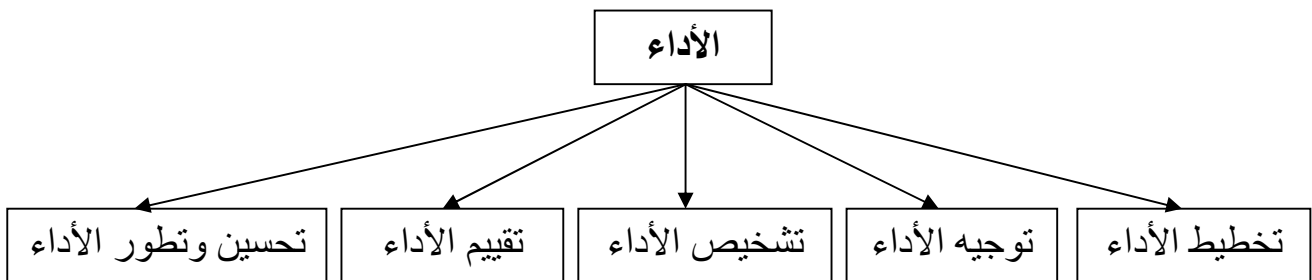 الأداء
تخطيط الأداء
توجيه الأداء
تشخيص الأداء
تقييم الأداء
تحسين وتطور الأداء